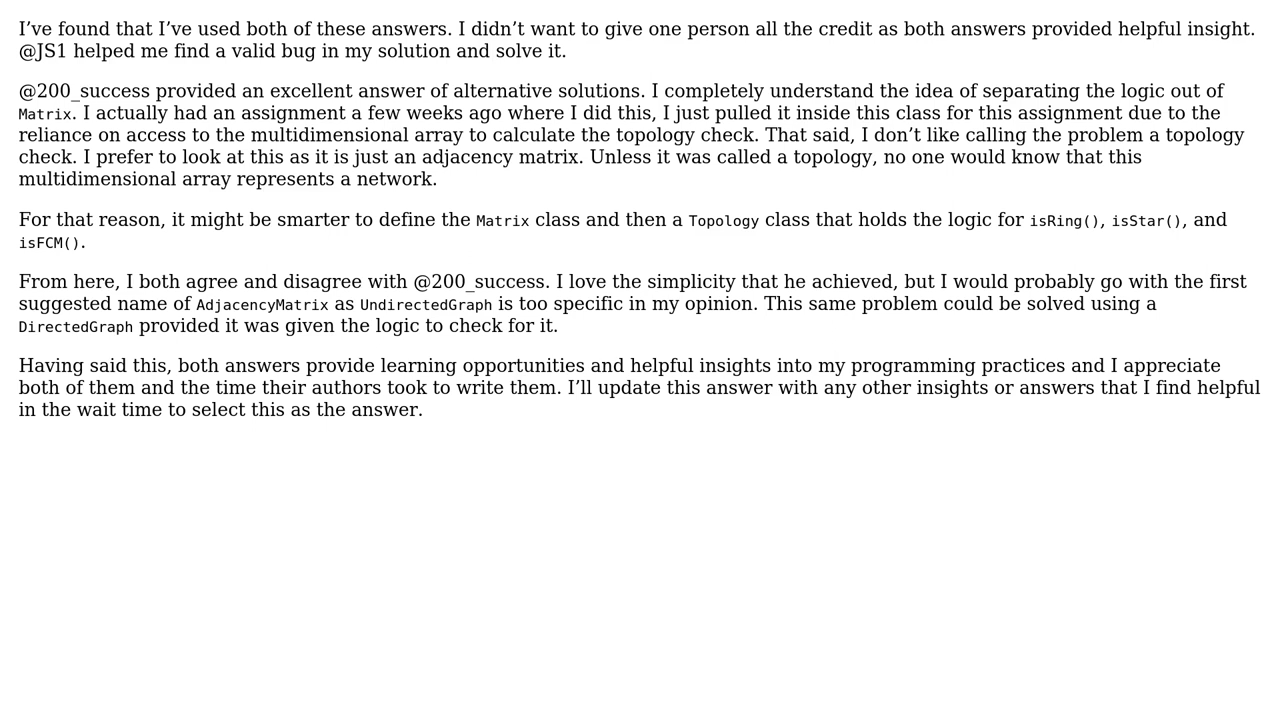 I’ve found that I’ve used both of these answers. I didn’t want to give one person all the credit as both answers provided helpful insight.
@JS1 helped me find a valid bug in my solution and solve it.
@200_success provided an excellent answer of alternative solutions. I completely understand the idea of separating the logic out of
Matrix. I actually had an assignment a few weeks ago where I did this, I just pulled it inside this class for this assignment due to the
reliance on access to the multidimensional array to calculate the topology check. That said, I don’t like calling the problem a topology
check. I prefer to look at this as it is just an adjacency matrix. Unless it was called a topology, no one would know that this
multidimensional array represents a network.
For that reason, it might be smarter to define the Matrix class and then a Topology class that holds the logic for isRing(), isStar(), and
isFCM().
From here, I both agree and disagree with @200_success. I love the simplicity that he achieved, but I would probably go with the first
suggested name of AdjacencyMatrix as UndirectedGraph is too specific in my opinion. This same problem could be solved using a
DirectedGraph provided it was given the logic to check for it.
Having said this, both answers provide learning opportunities and helpful insights into my programming practices and I appreciate
both of them and the time their authors took to write them. I’ll update this answer with any other insights or answers that I find helpful
in the wait time to select this as the answer.